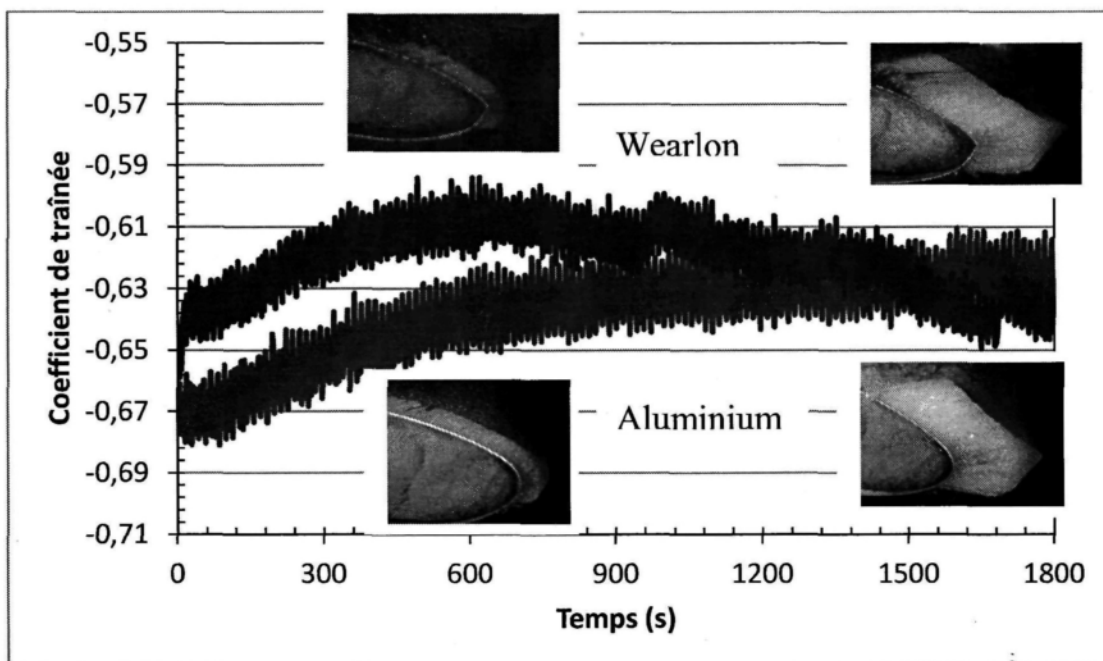 -0,55
-0,57
-0,59
-0,61
-0,63
-0,65
-0,67
-0,69
-0,71
Coefficient de traînée
Wearlon
Aluminium
0 300 600 900 1200 1500 1800
Temps (s)